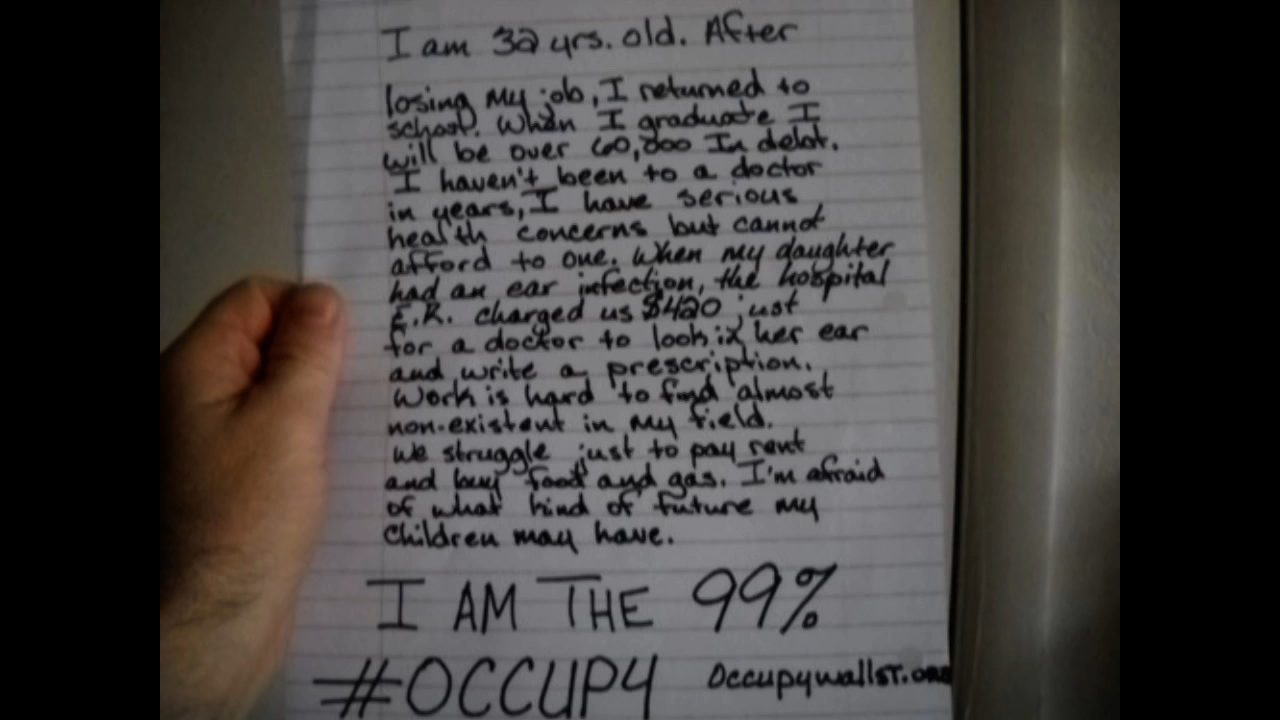 I am 32 yrs. old. After
losing my job, I returned to
school. When I graduate I
will be over 60,000 In debt.
I haven't been to a doctor
in years, I have serious
health concerns but cannot
afford to one. When my daughter
had an ear infection, the hospital
E.R. charged us $420 just
for a doctor to look in her ear
and write a prescription.
Work is hard to find almost
non-existent in my field.
We struggle just to pay rent
and buy food and gas. I'm afraid
of what kind of future my
Children may have.
I AM THE 99%
#OCCUPY Occupywallst.org